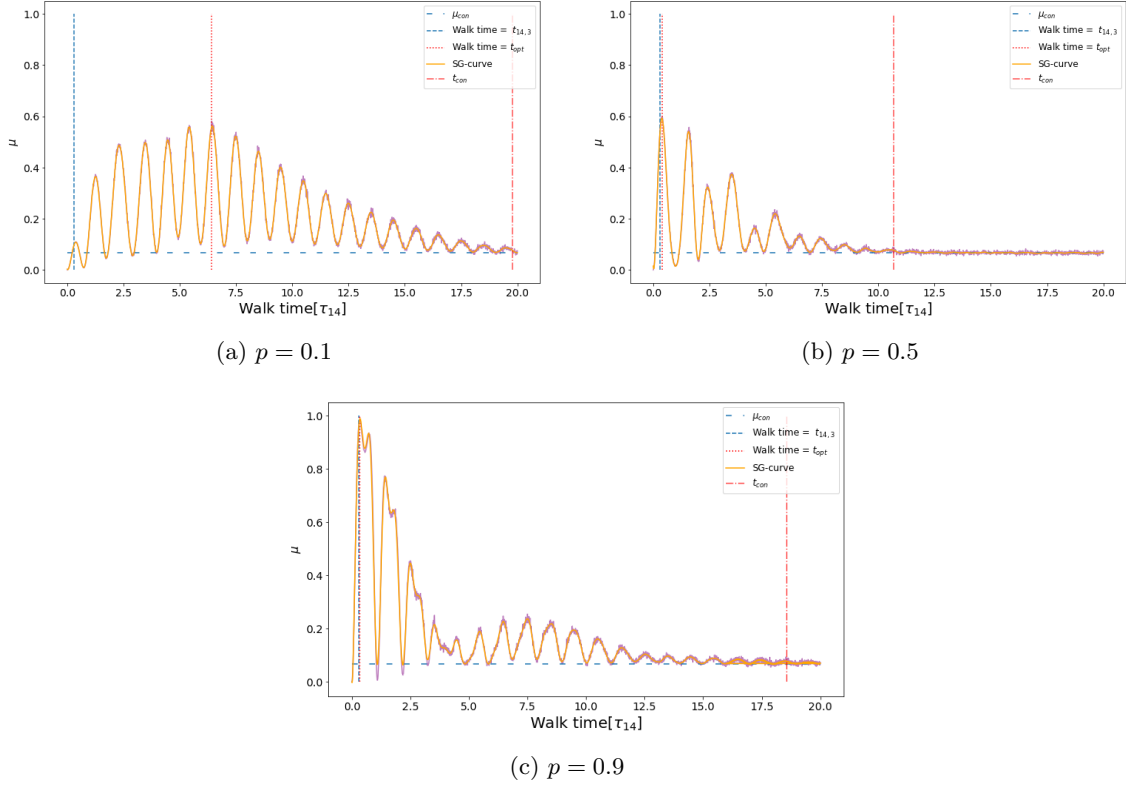 1.0
0.8
0.6
0.4
0.2
0.0
μ
μ_con
Walk time = t_14,3
Walk time = t_opt
SG-curve
t_con
0.0 2.5 5.0 7.5 10.0 12.5 15.0 17.5 20.0
Walk time[τ_14]
(a) p = 0.1
1.0
0.8
0.6
0.4
0.2
0.0
μ
μ_con
Walk time = t_14,3
Walk time = t_opt
SG-curve
t_con
0.0 2.5 5.0 7.5 10.0 12.5 15.0 17.5 20.0
Walk time[τ_14]
(b) p = 0.5
1.0
0.8
0.6
0.4
0.2
0.0
μ
μ_con
Walk time = t_14,3
Walk time = t_opt
SG-curve
t_con
0.0 2.5 5.0 7.5 10.0 12.5 15.0 17.5 20.0
Walk time[τ_14]
(c) p = 0.9